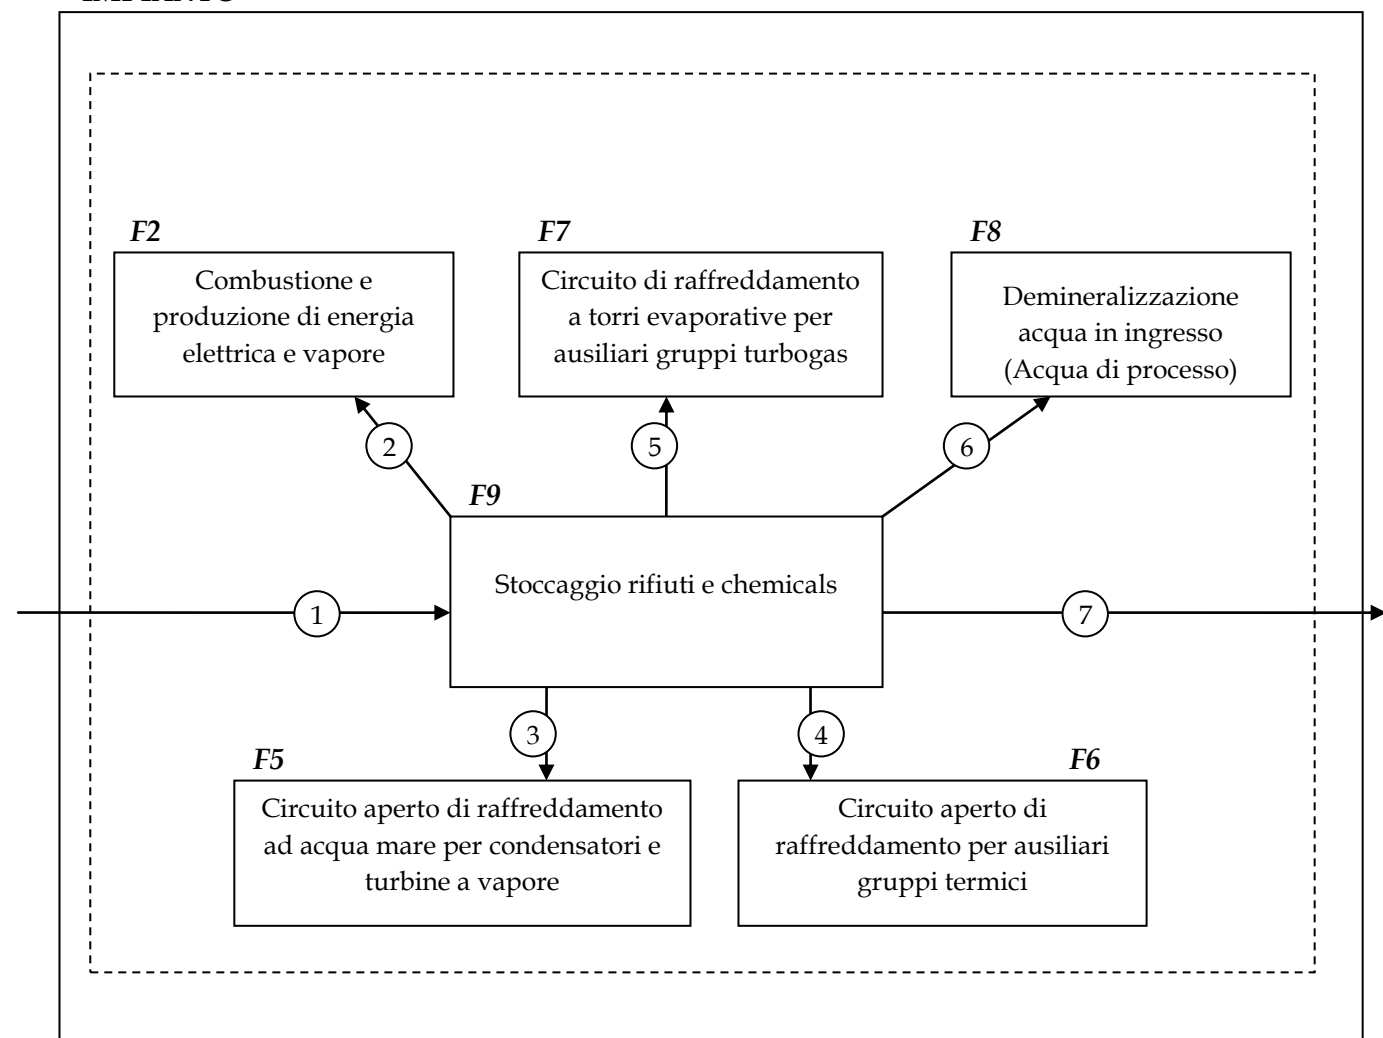 F2
Combustione e
produzione di energia
elettrica e vapore
F7
Circuito di raffreddamento
a torri evaporative per
ausiliari gruppi turbogas
F8
Demineralizzazione
acqua in ingresso
(Acqua di processo)
2
5
6
F9
Stoccaggio rifiuti e chemicals
1
7
3
4
F5
Circuito aperto di raffreddamento
ad acqua mare per condensatori e
turbine a vapore
F6
Circuito aperto di
raffreddamento per ausiliari
gruppi termici